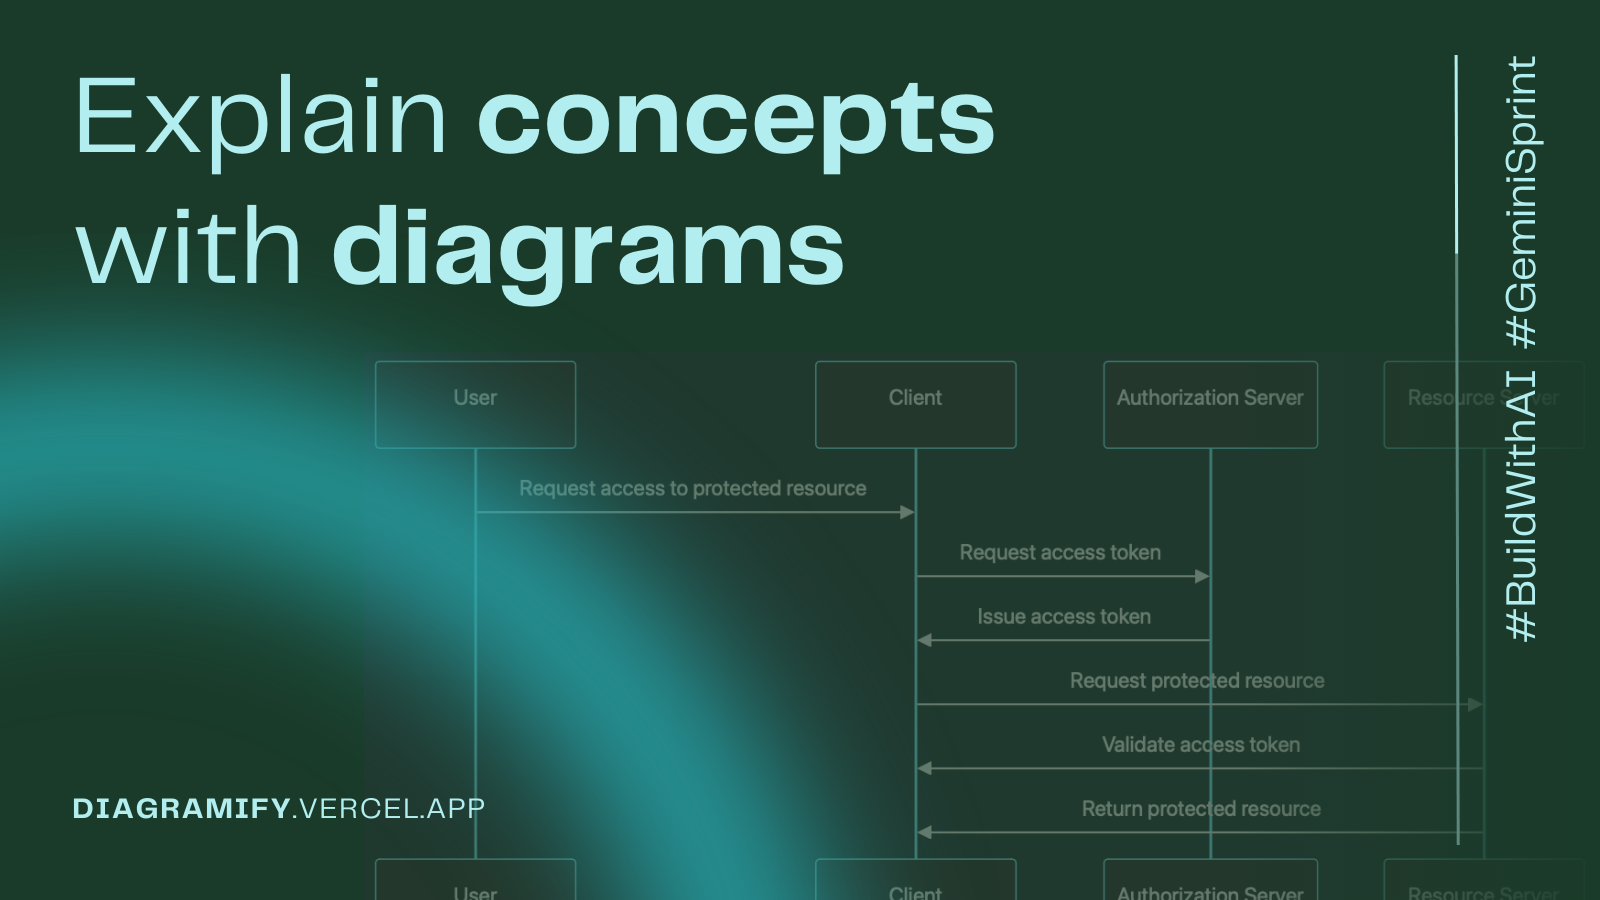 Explain concepts
with diagrams
#BuildWithAI #GeminiSprint
User
Client
Authorization Server
Resource Server
Request access to protected resource
Request access token
Issue access token
Request protected resource
Validate access token
Return protected resource
DIAGRAMIFY.VERCEL.APP
User
Client
Authorization Server
Resource Server